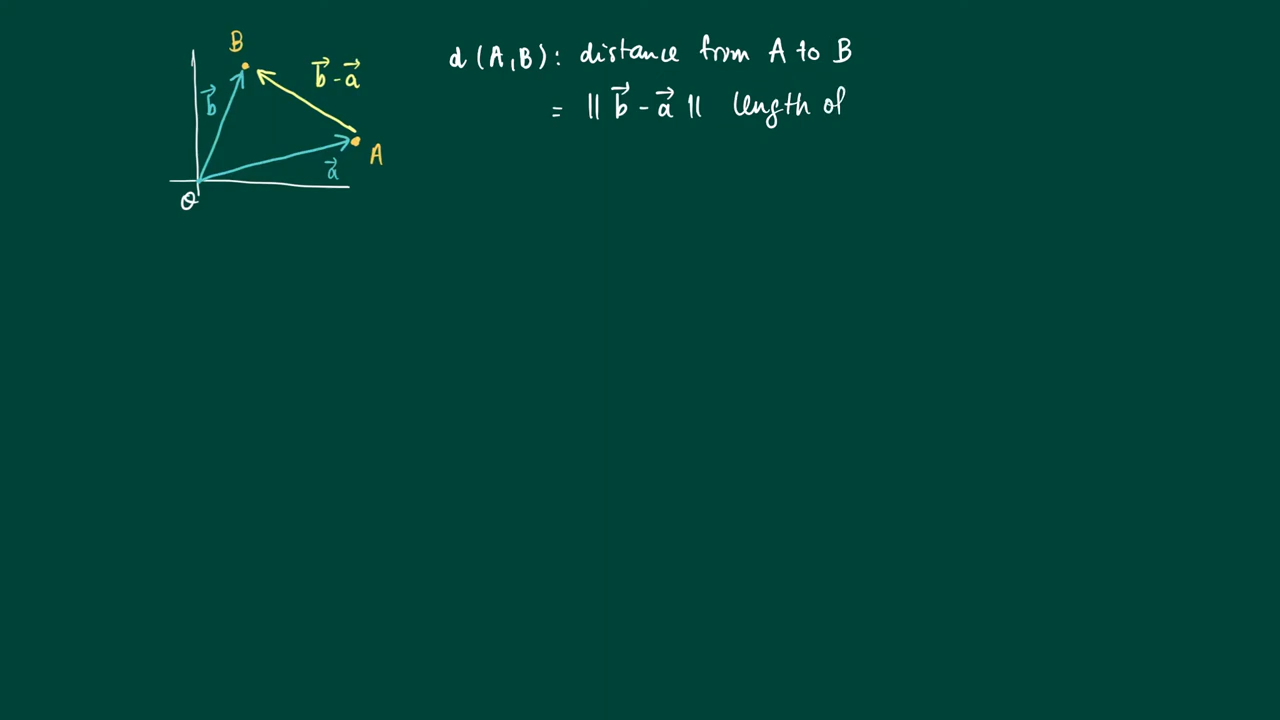 B
b⃗ - a⃗
b⃗
A
a⃗
O
d (A,B): distance from A to B
= || b⃗ - a⃗ || length of